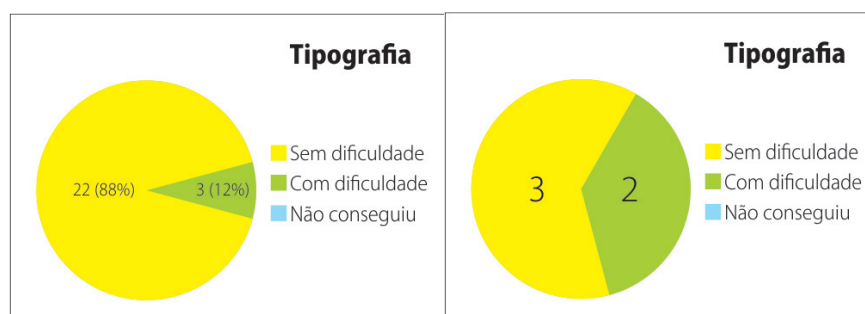 Tipografia
22 (88%)
3 (12%)
Sem dificuldade
Com dificuldade
Não conseguiu
Tipografia
3
2
Sem dificuldade
Com dificuldade
Não conseguiu